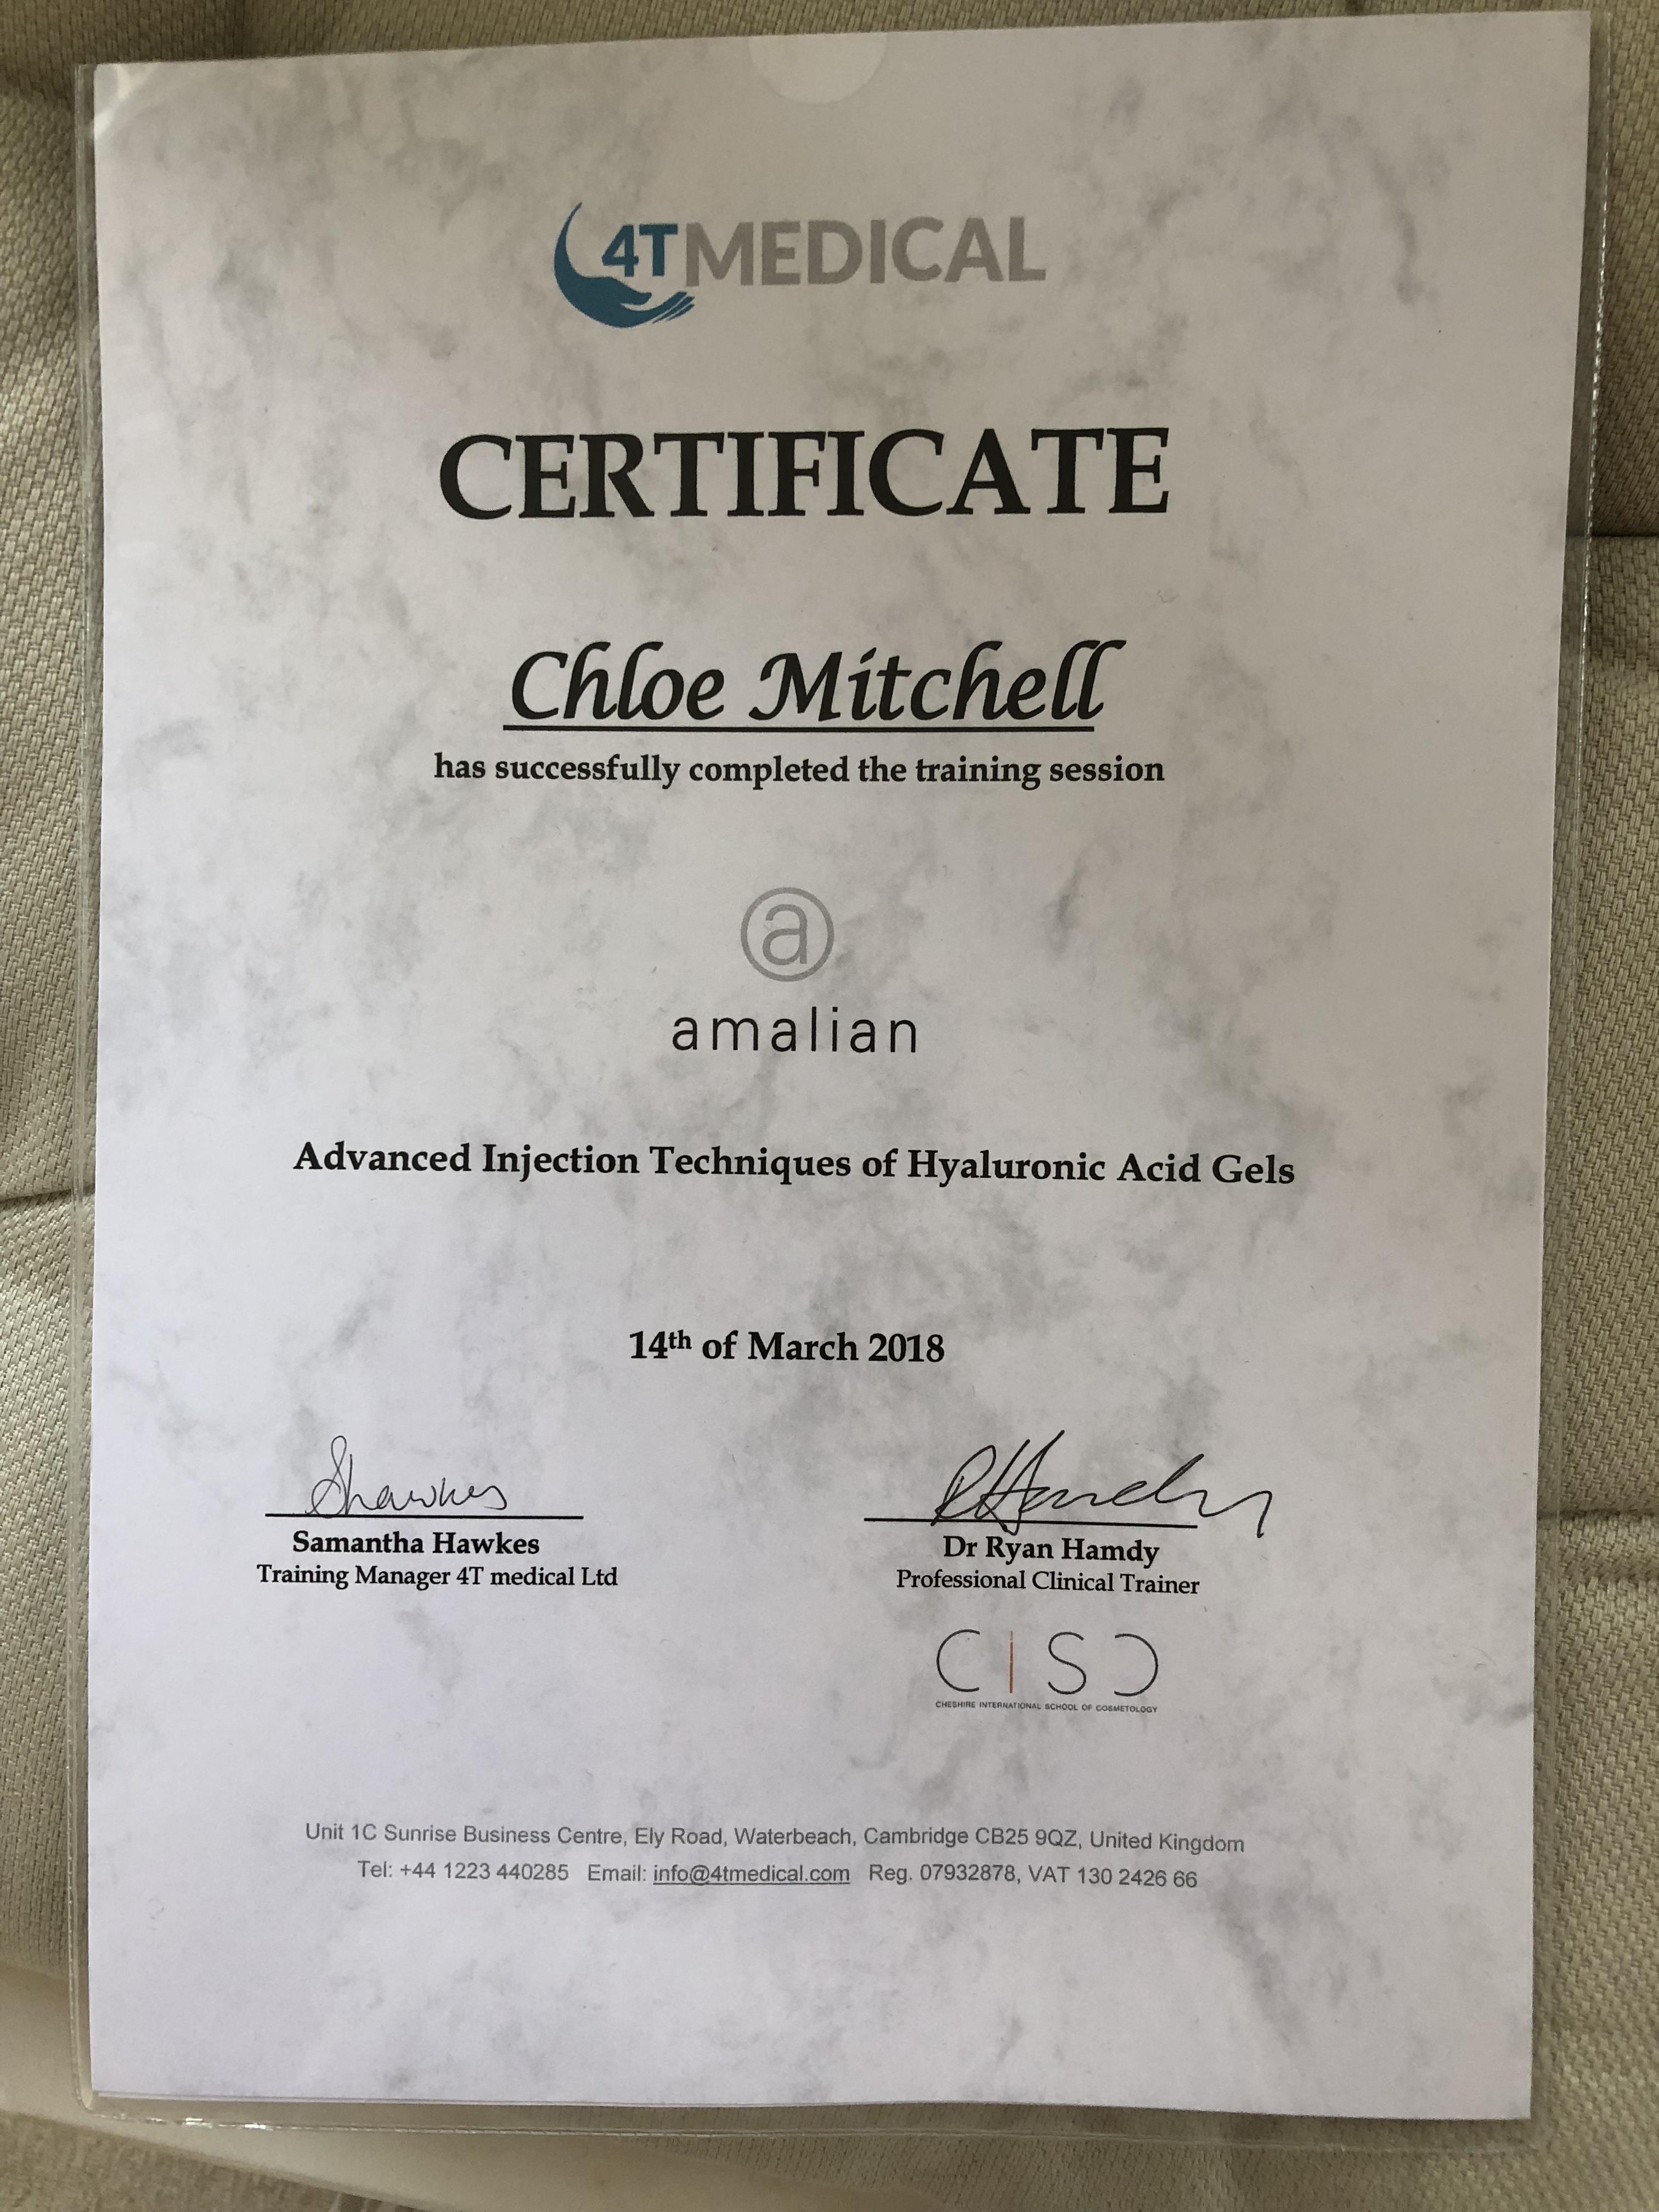 4T MEDICAL
CERTIFICATE
Chloe Mitchell
has successfully completed the training session
@
amalian
Advanced Injection Techniques of Hyaluronic Acid Gels
14th of March 2018
Shawkes
Samantha Hawkes
Training Manager 4T medical Ltd
Dr Ryan Hamdy
Professional Clinical Trainer
CISC
CHESHIRE INTERNATIONAL SCHOOL OF COSMETOLOGY
Unit 1C Sunrise Business Centre, Ely Road, Waterbeach, Cambridge CB25 9QZ, United Kingdom
Tel: +44 1223 440285 Email: info@4tmedical.com Reg. 07932878, VAT 130 2426 66